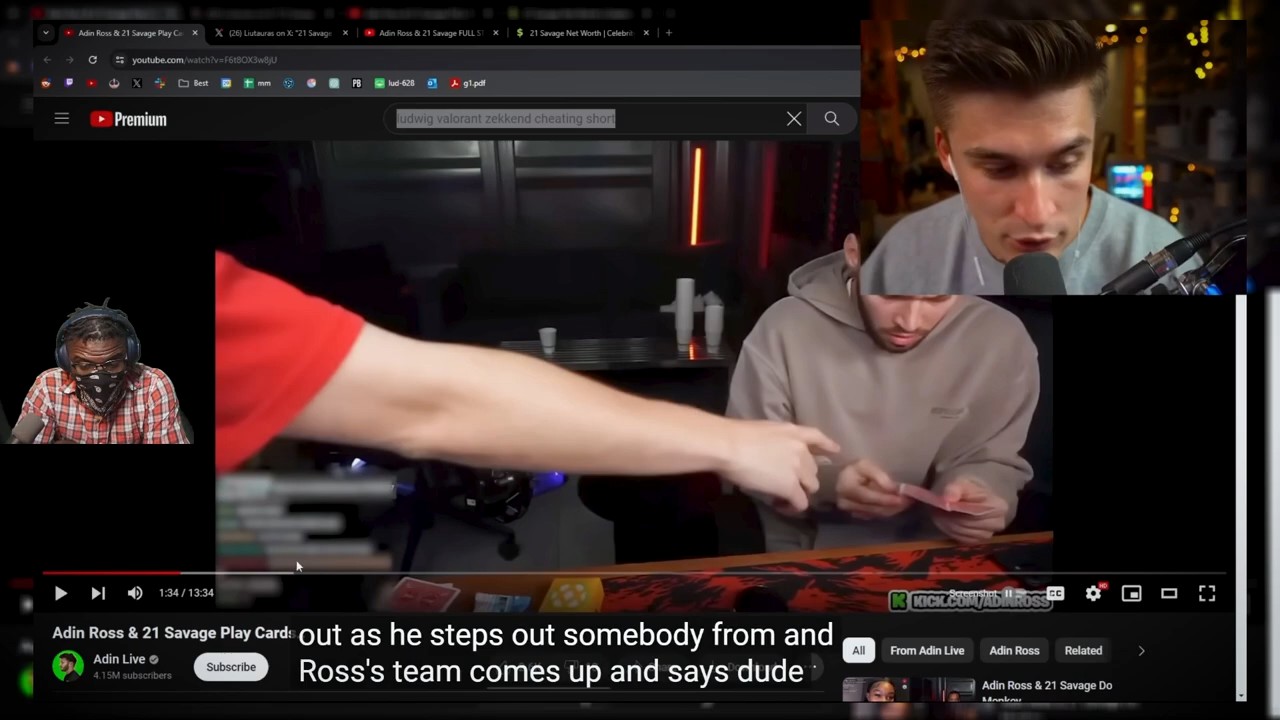 Adin Ross & 21 Savage Play Ca
(26) Liutauras on X: "21 Savage
Adin Ross & 21 Savage FULL S
21 Savage Net Worth | Celebri
youtube.com/watch?v=F6t8OX3w8jU
Best
mm
PB
lud-628
g1.pdf
Premium
ludwig valorant zekkend cheating short
1:34 / 13:34
Screenshot
CC
HD
KICK.COM/ADINROSS
Adin Ross & 21 Savage Play Cards
out as he steps out somebody from and
Ross's team comes up and says dude
Adin Live
4.15M subscribers
Subscribe
All
From Adin Live
Adin Ross
Related
Adin Ross & 21 Savage Do
Monkey